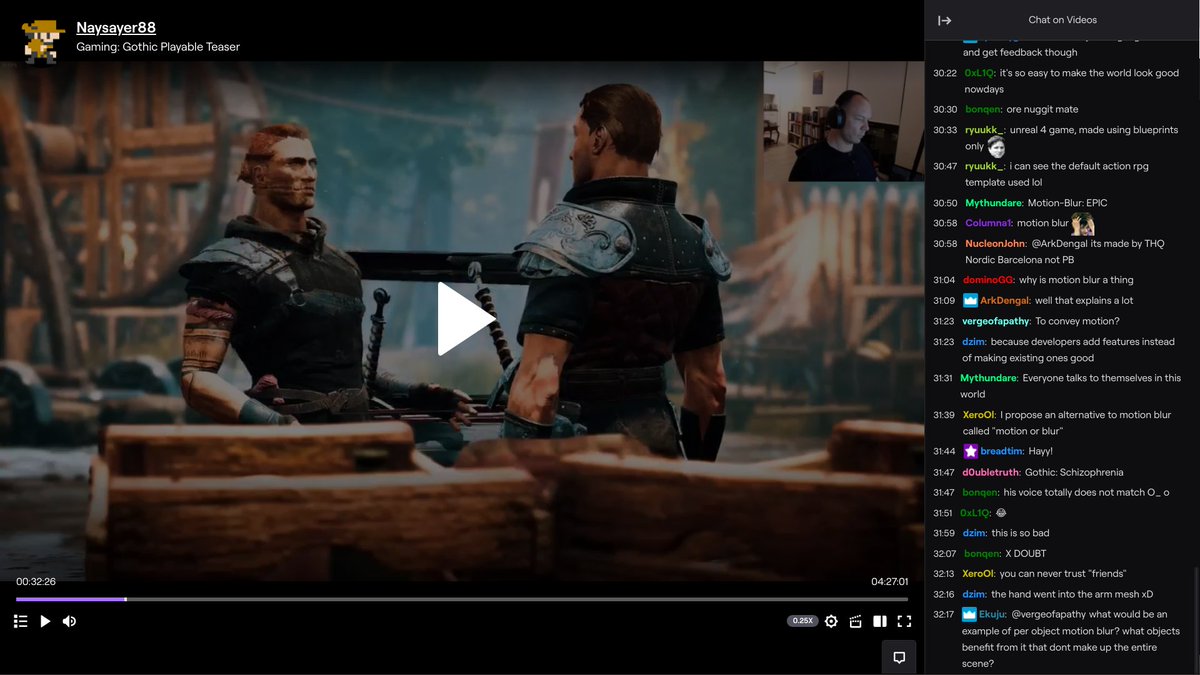 Naysayer88
Gaming: Gothic Playable Teaser
00:32:26
04:27:01
0.25X
Chat on Videos
and get feedback though
30:22 0xL1Q: it's so easy to make the world look good
nowdays
30:30 bonqen: ore nuggit mate
30:33 ryuukk_: unreal 4 game, made using blueprints
only
30:47 ryuukk_: i can see the default action rpg
template used lol
30:50 Mythundare: Motion-Blur: EPIC
30:58 Columna1: motion blur
30:58 NucleonJohn: @ArkDengal its made by THQ
Nordic Barcelona not PB
31:04 dominoGG: why is motion blur a thing
31:09 ArkDengal: well that explains a lot
31:23 vergeofapathy: To convey motion?
31:23 dzim: because developers add features instead
of making existing ones good
31:31 Mythundare: Everyone talks to themselves in this
world
31:39 XeroOl: I propose an alternative to motion blur
called "motion or blur"
31:44 breadtim: Hayy!
31:47 d0ubletruth: Gothic: Schizophrenia
31:47 bonqen: his voice totally does not match O_ o
31:51 0xL1Q: 😂
31:59 dzim: this is so bad
32:07 bonqen: X DOUBT
32:13 XeroOl: you can never trust "friends"
32:16 dzim: the hand went into the arm mesh xD
32:17 Ekuju: @vergeofapathy what would be an
example of per object motion blur? what objects
benefit from it that dont make up the entire
scene?